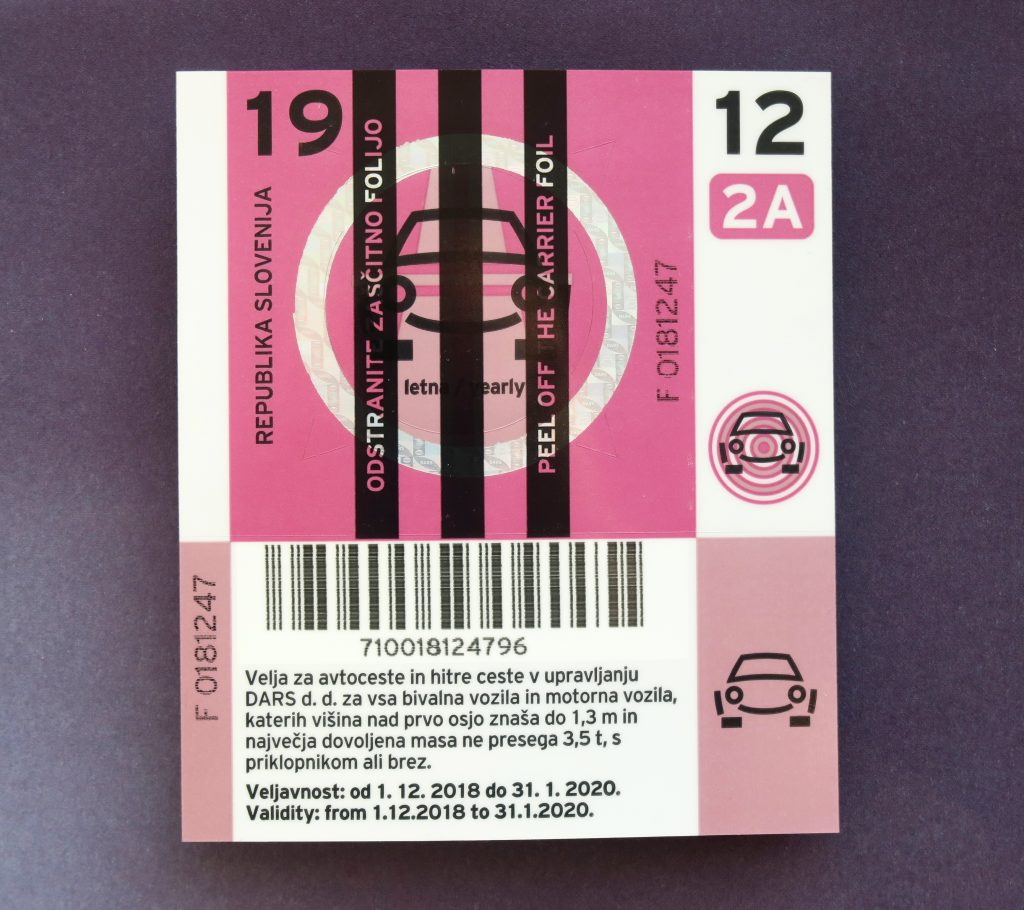 19
12
2A
REPUBLIKA SLOVENIJA
ODSTRANITE ZAŠČITNO FOLIJO
PEEL OFF THE CARRIER FOIL
letna / yearly
F 0181247
F 0181247
710018124796
Velja za avtoceste in hitre ceste v upravljanju
DARS d. d. za vsa bivalna vozila in motorna vozila,
katerih višina nad prvo osjo znaša do 1,3 m in
največja dovoljena masa ne presega 3,5 t, s
priklopnikom ali brez.
Veljavnost: od 1. 12. 2018 do 31. 1. 2020.
Validity: from 1.12.2018 to 31.1.2020.